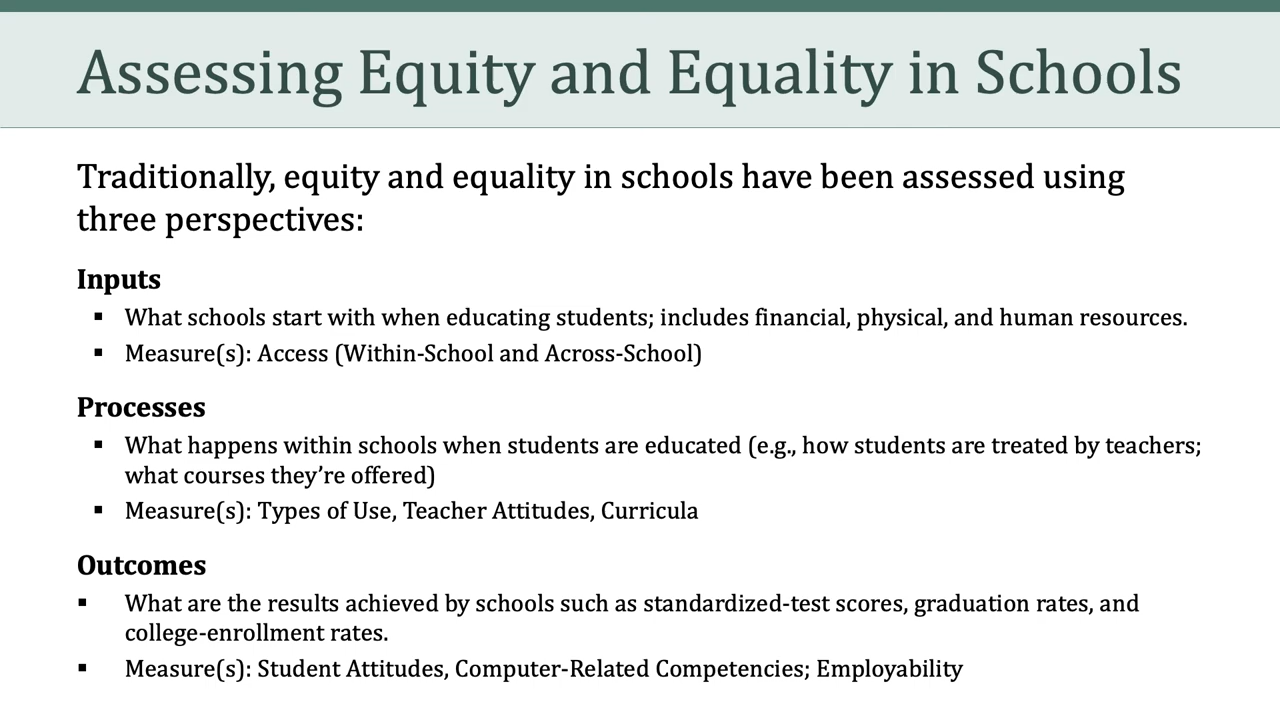 Assessing Equity and Equality in Schools
Traditionally, equity and equality in schools have been assessed using
three perspectives:
Inputs
▪ What schools start with when educating students; includes financial, physical, and human resources.
▪ Measure(s): Access (Within-School and Across-School)
Processes
▪ What happens within schools when students are educated (e.g., how students are treated by teachers;
what courses they’re offered)
▪ Measure(s): Types of Use, Teacher Attitudes, Curricula
Outcomes
▪ What are the results achieved by schools such as standardized-test scores, graduation rates, and
college-enrollment rates.
▪ Measure(s): Student Attitudes, Computer-Related Competencies; Employability